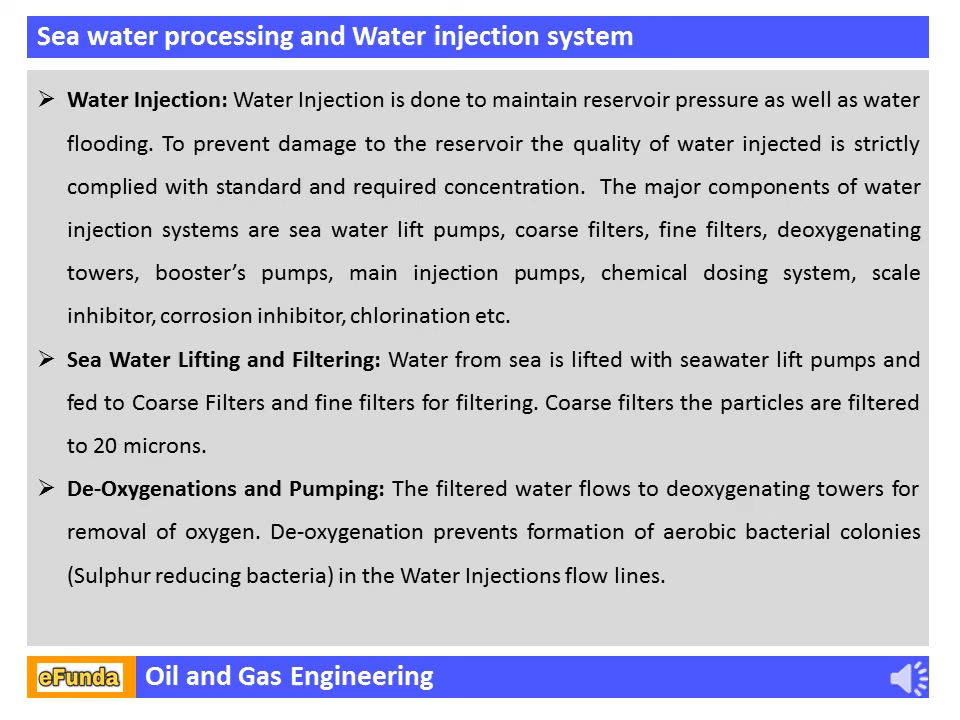 Sea water processing and Water injection system
➢ Water Injection: Water Injection is done to maintain reservoir pressure as well as water
flooding. To prevent damage to the reservoir the quality of water injected is strictly
complied with standard and required concentration.  The major components of water
injection systems are sea water lift pumps, coarse filters, fine filters, deoxygenating
towers, booster’s pumps, main injection pumps, chemical dosing system, scale
inhibitor, corrosion inhibitor, chlorination etc.
➢ Sea Water Lifting and Filtering: Water from sea is lifted with seawater lift pumps and
fed to Coarse Filters and fine filters for filtering. Coarse filters the particles are filtered
to 20 microns.
➢ De-Oxygenations and Pumping: The filtered water flows to deoxygenating towers for
removal of oxygen. De-oxygenation prevents formation of aerobic bacterial colonies
(Sulphur reducing bacteria) in the Water Injections flow lines.
eFunda Oil and Gas Engineering